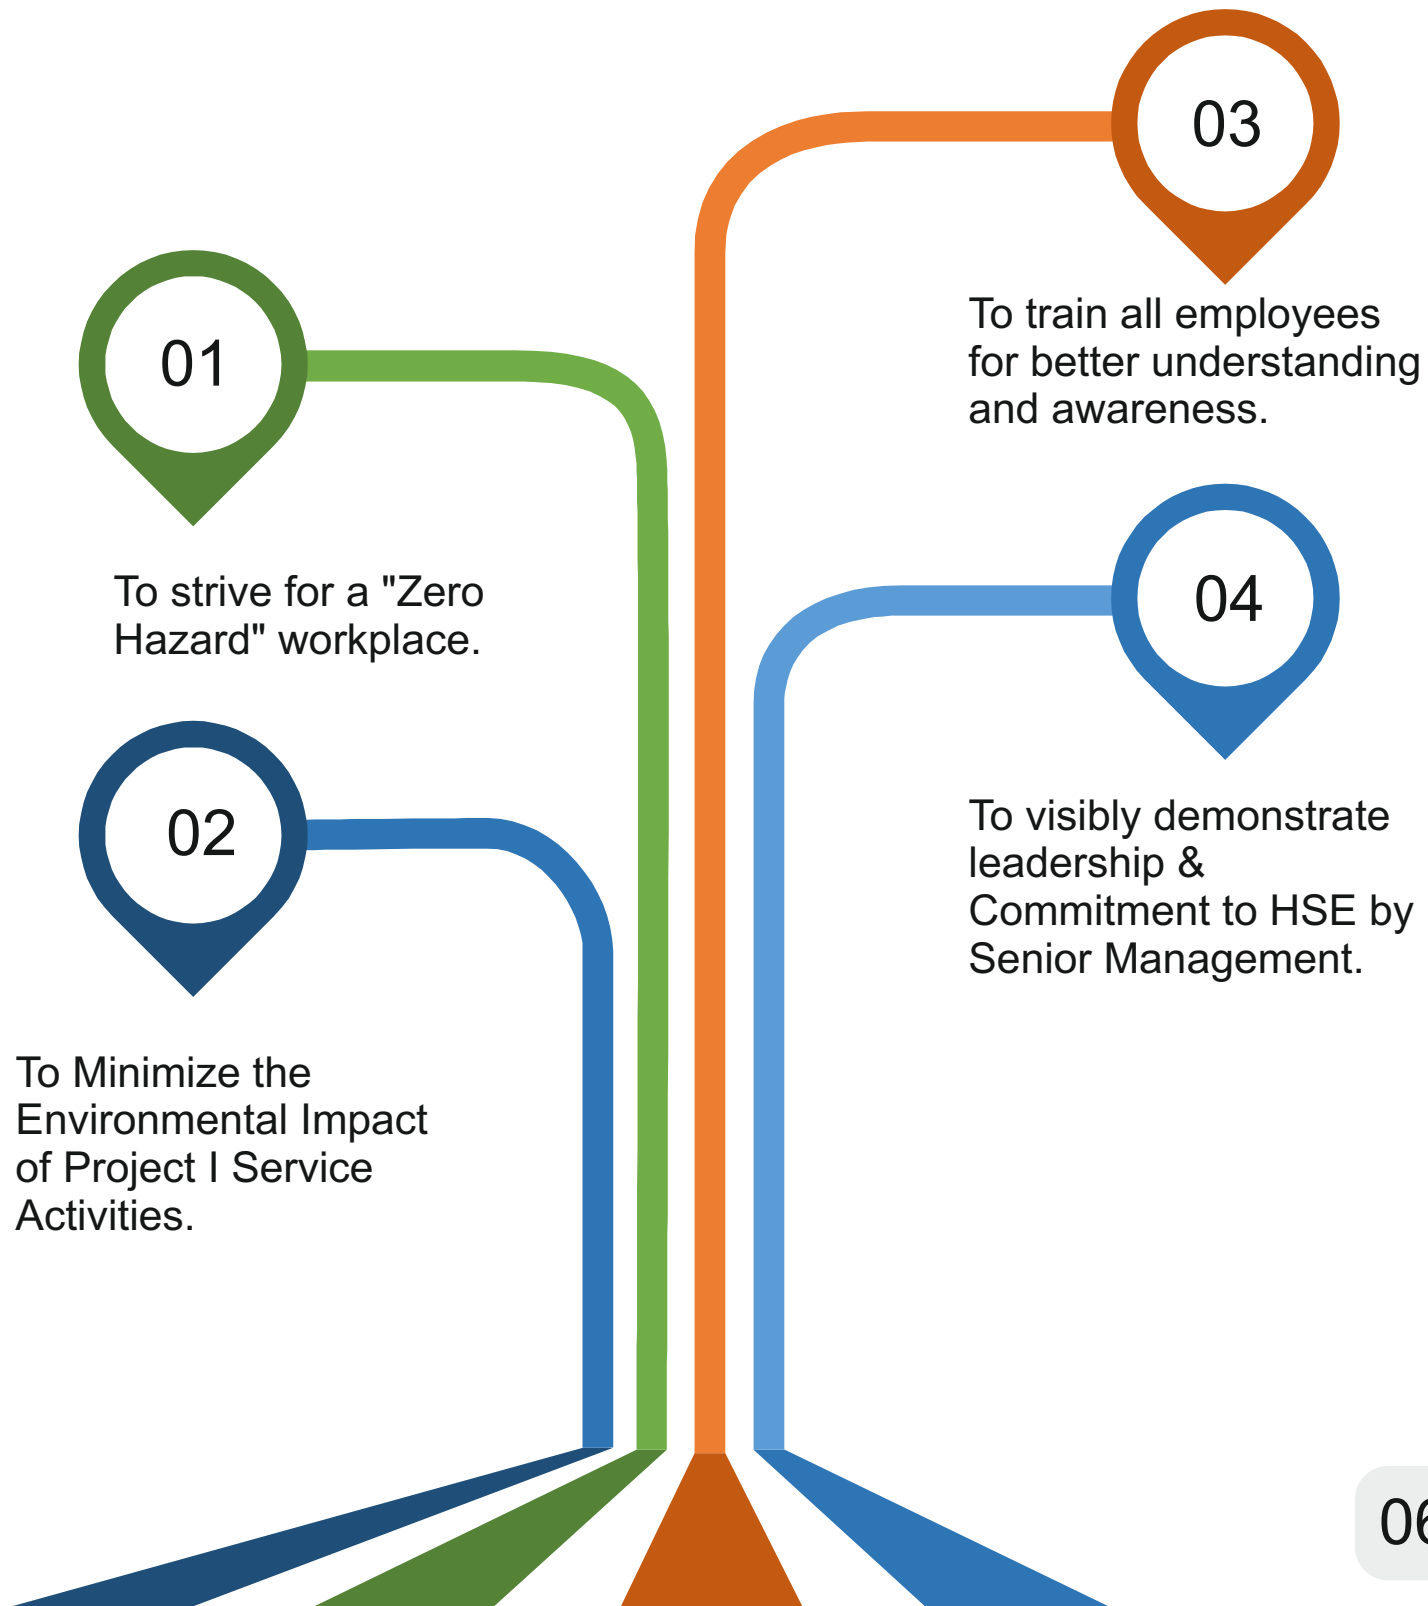 01
To strive for a "Zero
Hazard" workplace.
02
To Minimize the
Environmental Impact
of Project I Service
Activities.
03
To train all employees
for better understanding
and awareness.
04
To visibly demonstrate
leadership &
Commitment to HSE by
Senior Management.
06